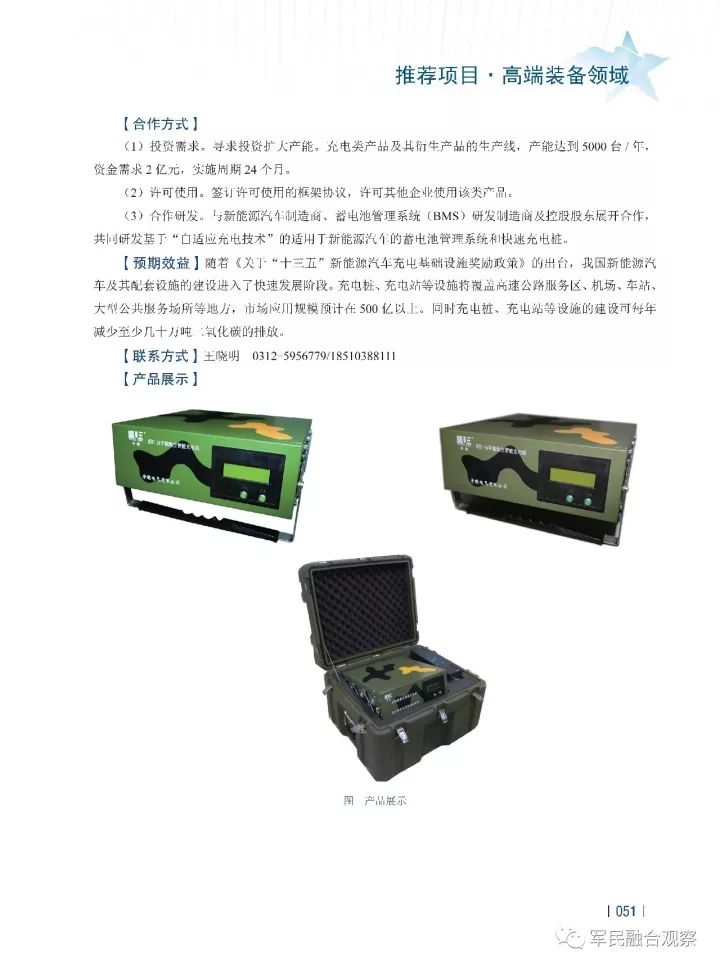 推荐项目·高端装备领域
【合作方式】
（1）投资需求。寻求投资扩大产能。充电类产品及其衍生产品的生产线，产能达到 5000 台 / 年，
资金需求 2 亿元，实施周期 24 个月。
（2）许可使用。签订许可使用的框架协议，许可其他企业使用该类产品。
（3）合作研发。与新能源汽车制造商、蓄电池管理系统（BMS）研发制造商及控股股东展开合作，
共同研发基于“自适应充电技术”的适用于新能源汽车的蓄电池管理系统和快速充电桩。
【预期效益】随着《关于“十三五”新能源汽车充电基础设施奖励政策》的出台，我国新能源汽
车及其配套设施的建设进入了快速发展阶段。充电桩、充电站等设施将覆盖高速公路服务区、机场、车站、
大型公共服务场所等地方，市场应用规模预计在 500 亿以上。同时充电桩、充电站等设施的建设可每年
减少至少几十万吨二氧化碳的排放。
【联系方式】王晓明 0312-5956779/18510388111
【产品展示】
图 产品展示
051
军民融合观察